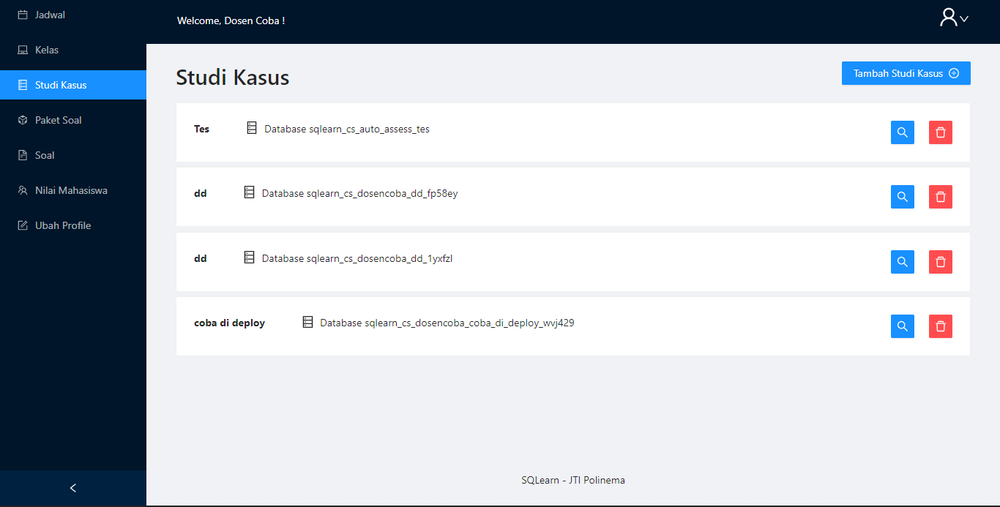 Jadwal
Kelas
Studi Kasus
Paket Soal
Soal
Nilai Mahasiswa
Ubah Profile
Welcome, Dosen Coba !
Studi Kasus
Tambah Studi Kasus
Tes Database sqlearn_cs_auto_assess_tes
dd Database sqlearn_cs_dosencoba_dd_fp58ey
dd Database sqlearn_cs_dosencoba_dd_1yxfzl
coba di deploy Database sqlearn_cs_dosencoba_coba_di_deploy_wvj429
SQLearn - JTI Polinema